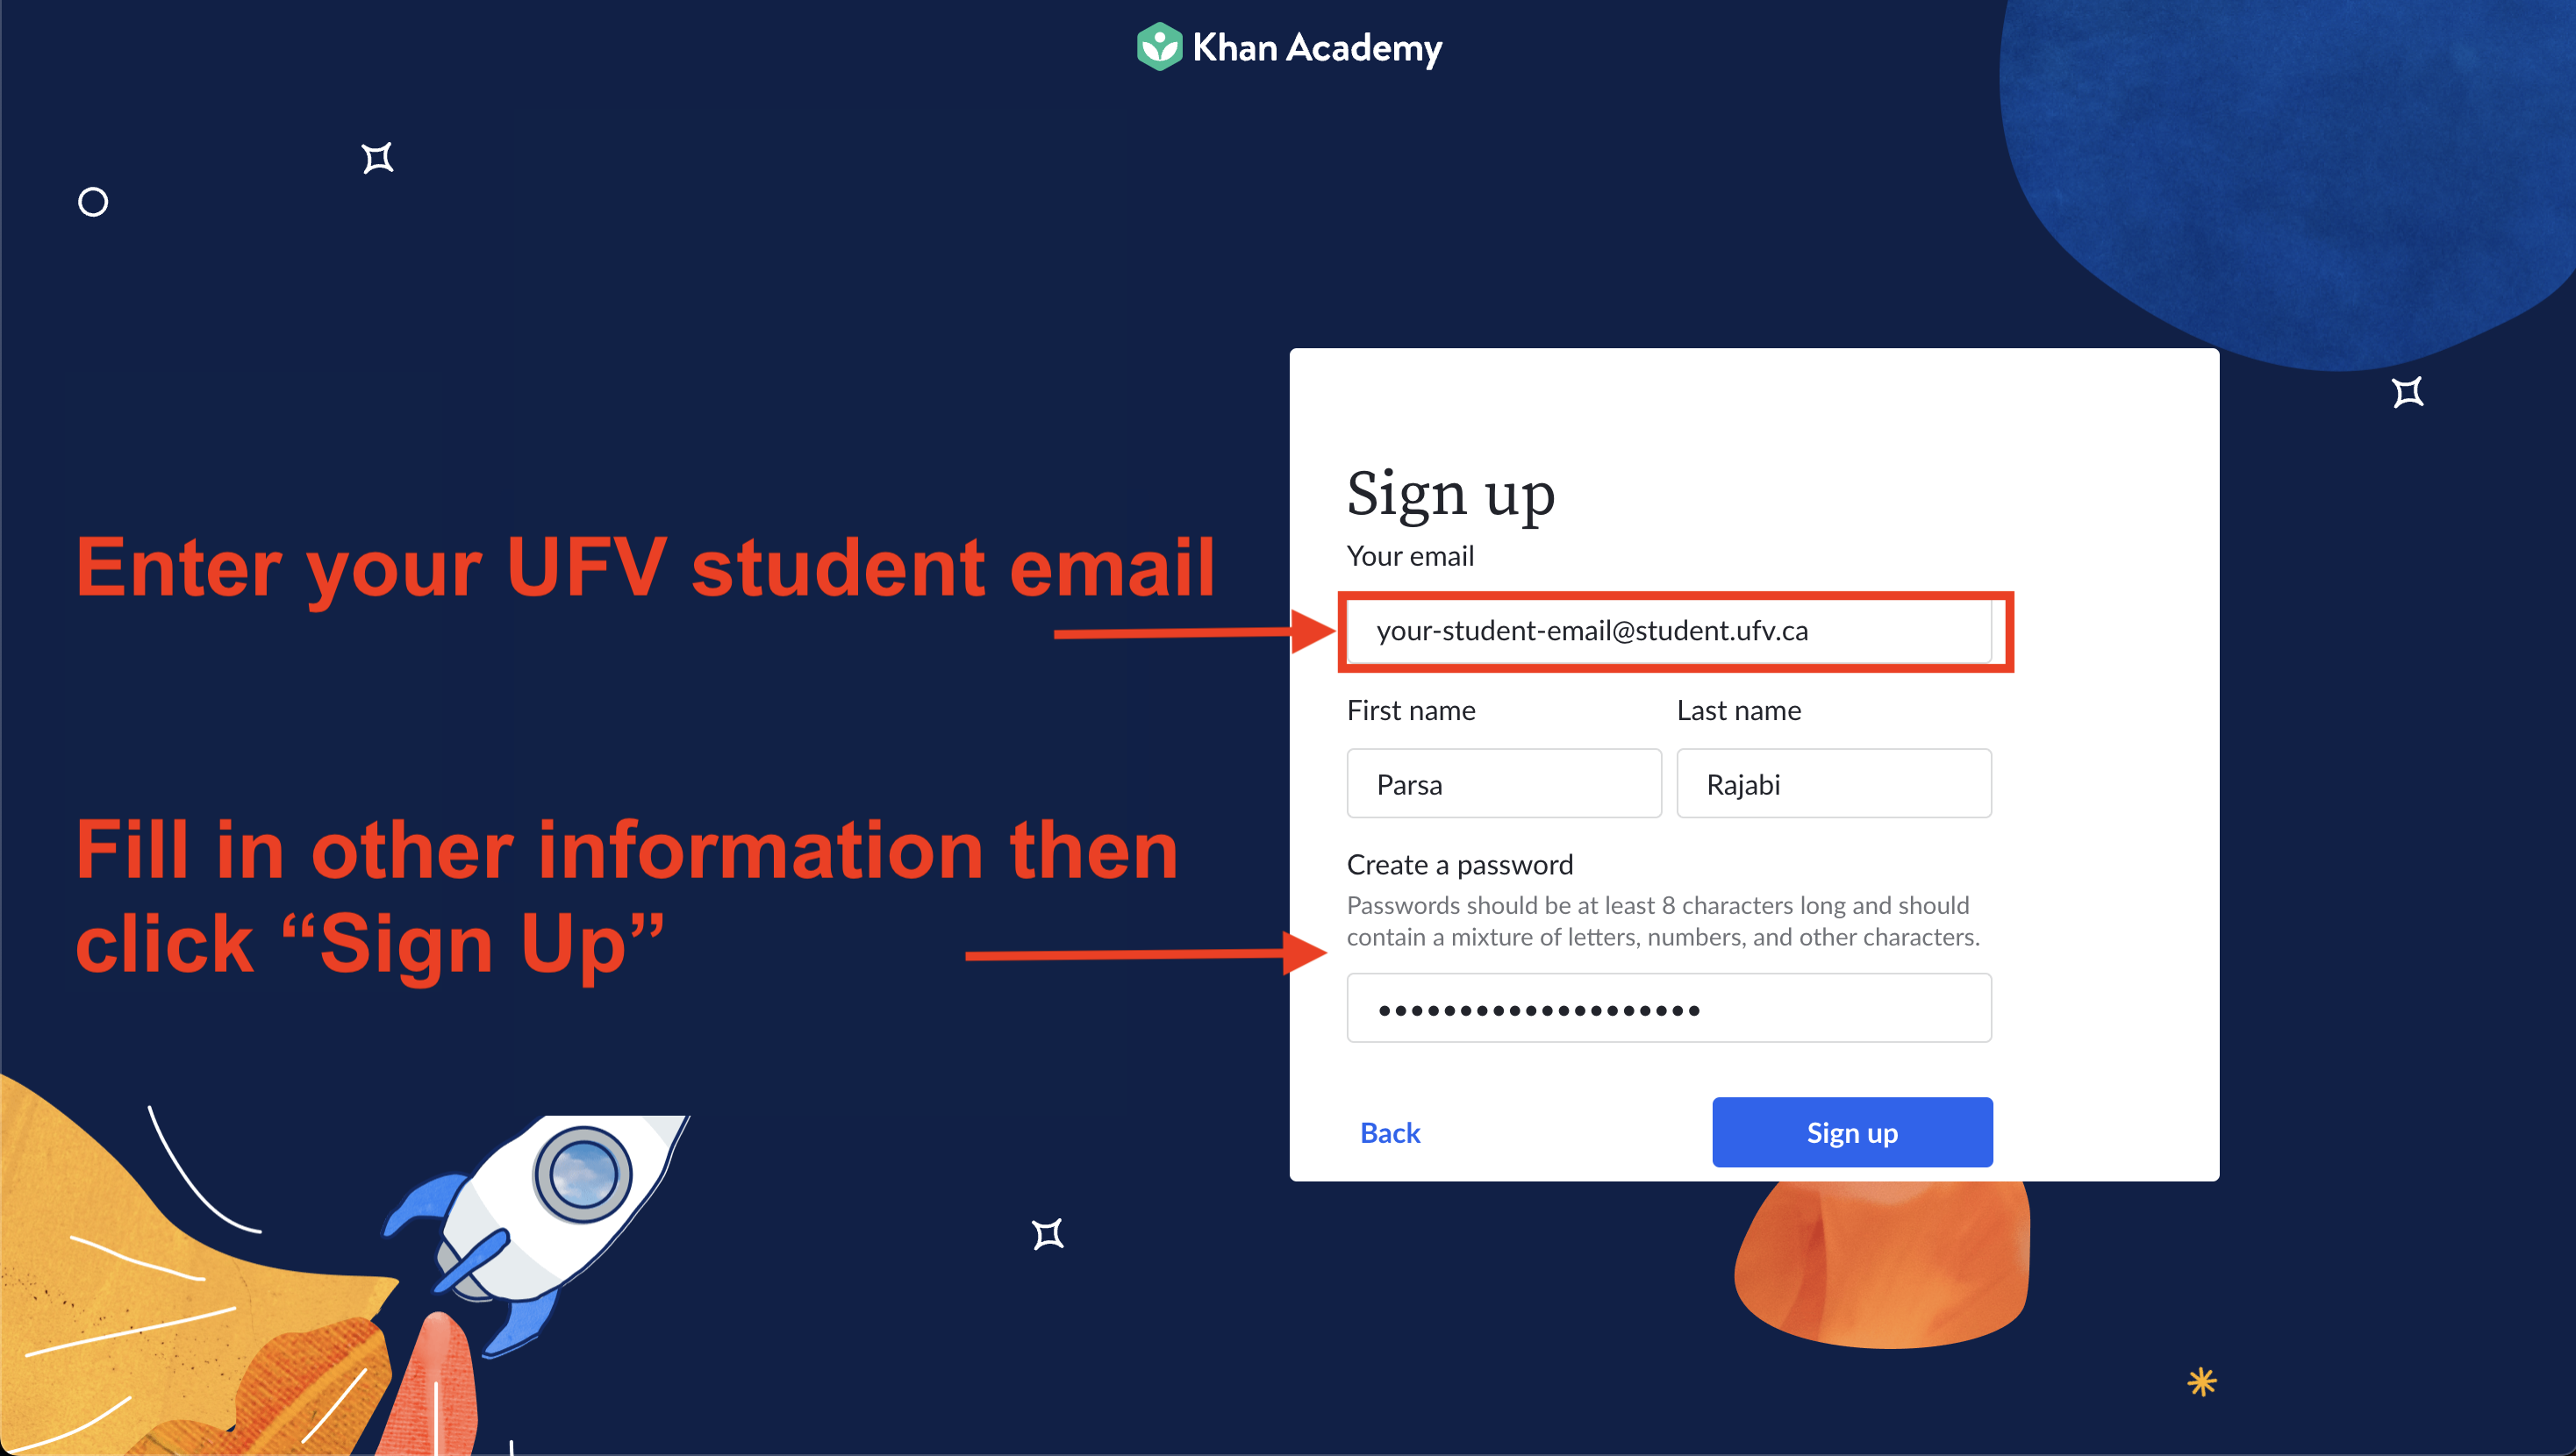 Khan Academy
Enter your UFV student email
Fill in other information then
click “Sign Up”
Sign up
Your email
your-student-email@student.ufv.ca
First name Last name
Parsa Rajabi
Create a password
Passwords should be at least 8 characters long and should
contain a mixture of letters, numbers, and other characters.
••••••••••••••••••••
Back Sign up